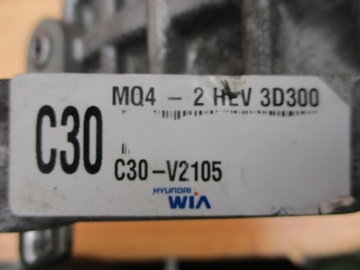 MQ4 - 2 HEV 3D300
C30
C30-V2105
HYUNDAI
WIA